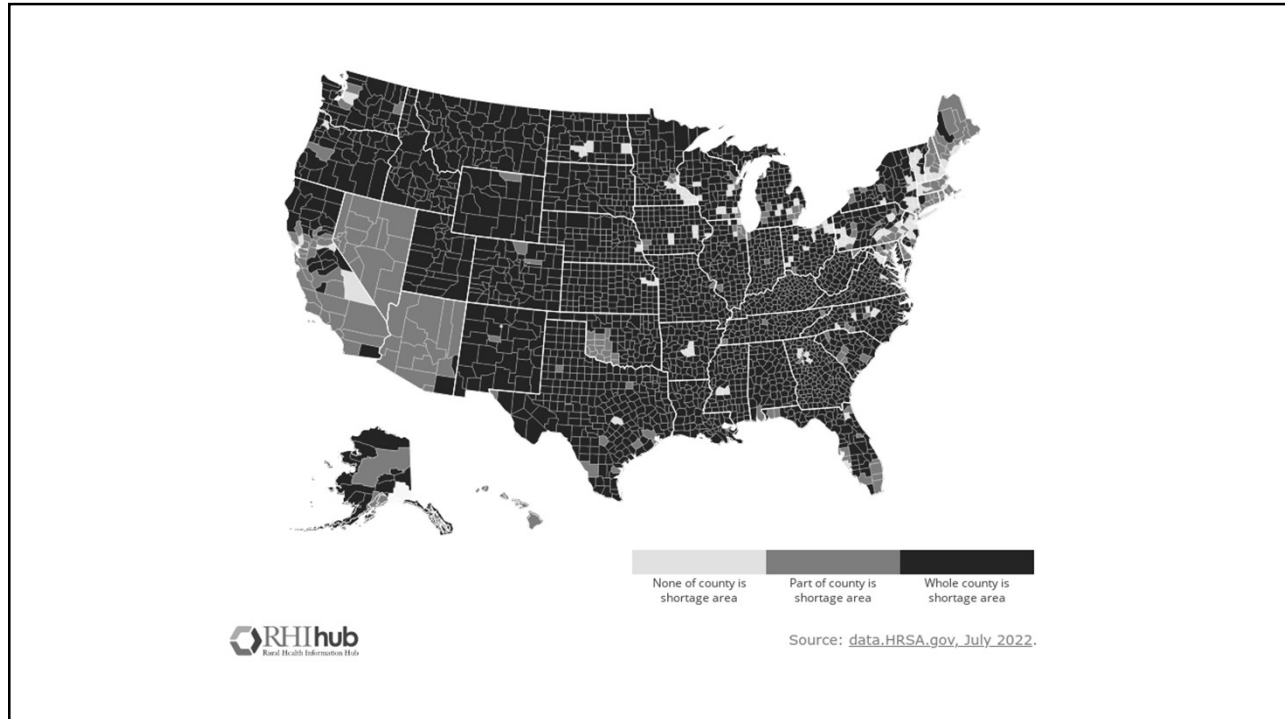 None of county is
shortage area
Part of county is
shortage area
Whole county is
shortage area
RHIhub
Rural Health Information Hub
Source: data.HRSA.gov, July 2022.